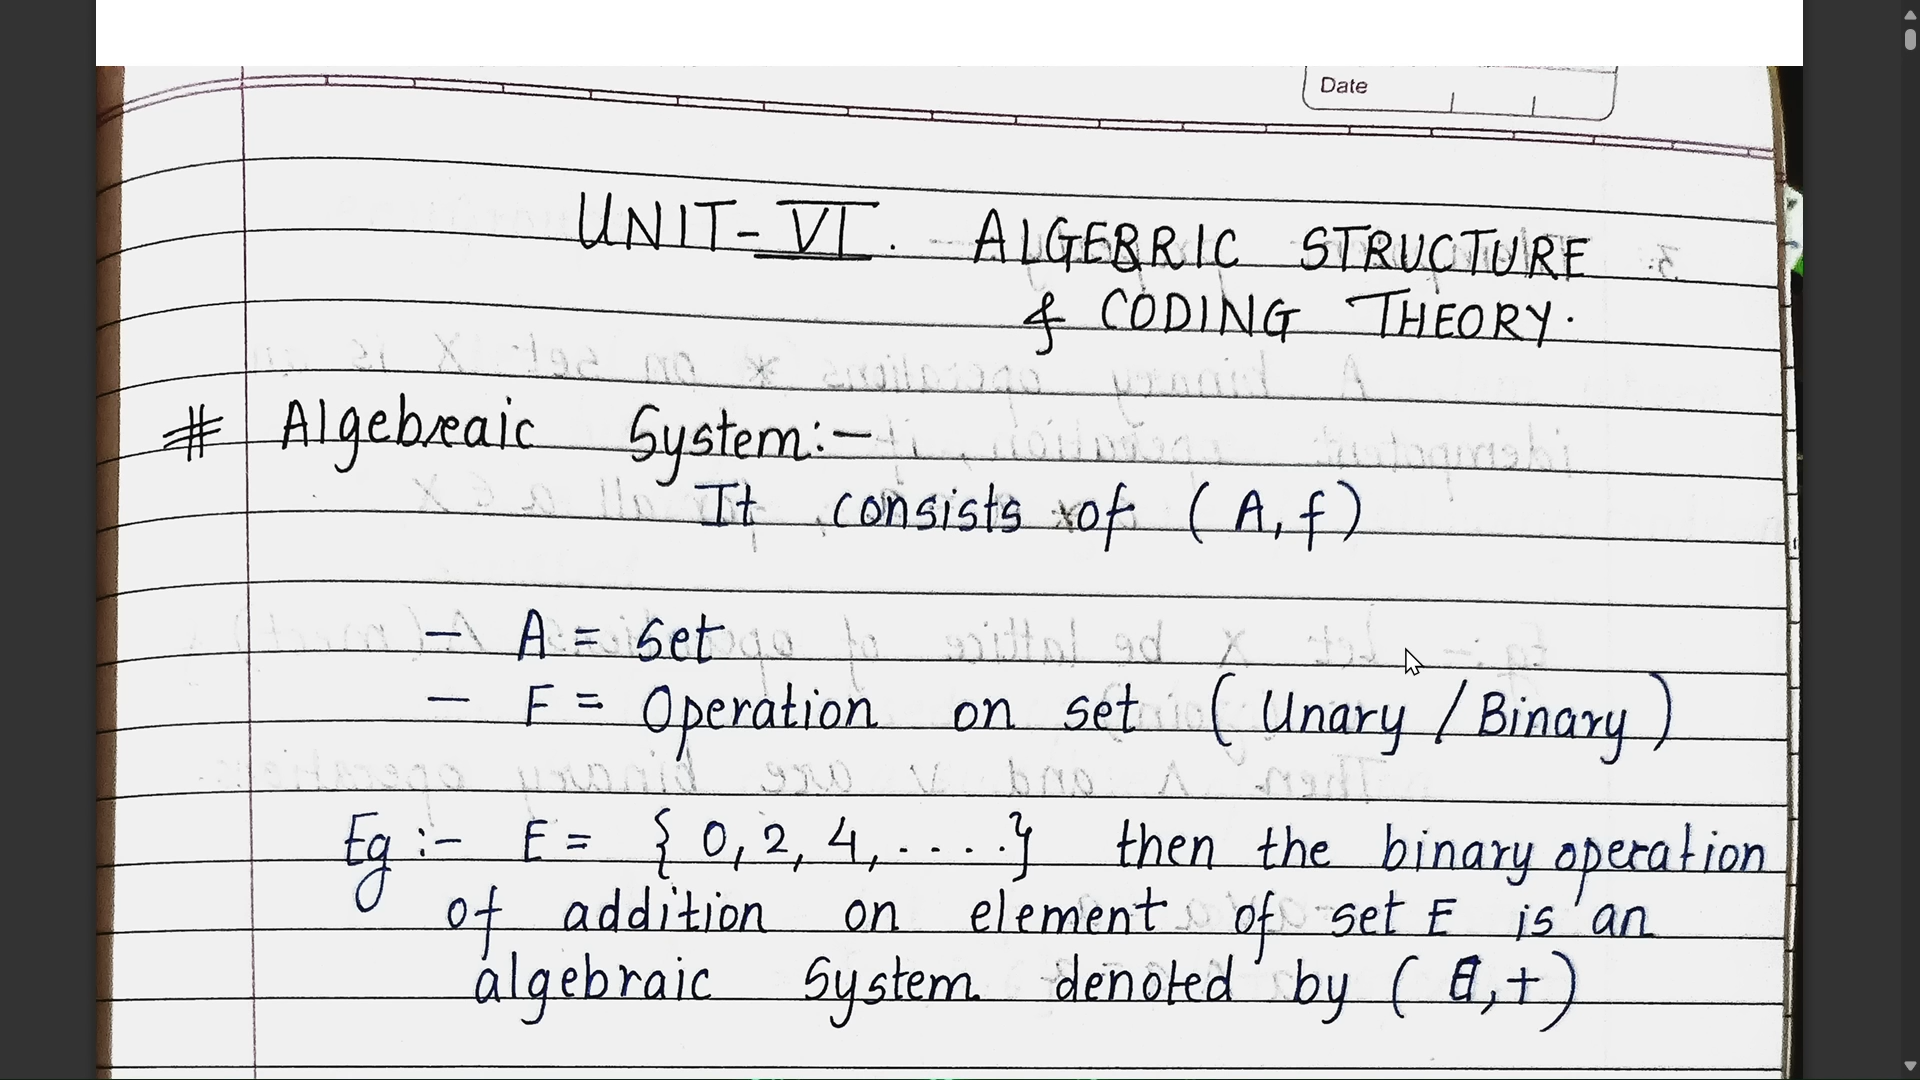 Date
UNIT-VI. ALGEBRIC STRUCTURE
& CODING THEORY.
# Algebraic System:-
It consists of (A, f)
- A = set
- F = Operation on set (Unary / Binary)
Eg :- E = {0, 2, 4, ....} then the binary operation
of addition on element of set E is an
algebraic System denoted by ( , +)